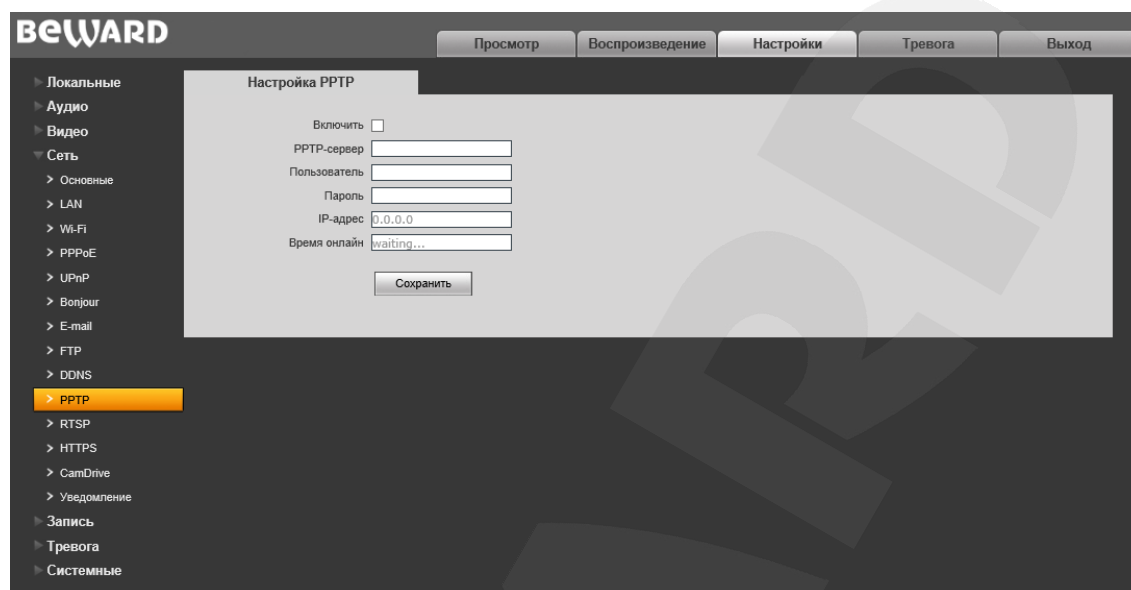 BEWARD
Просмотр
Воспроизведение
Настройки
Тревога
Выход
Локальные
Аудио
Видео
Сеть
Основные
LAN
Wi-Fi
PPPoE
UPnP
Bonjour
E-mail
FTP
DDNS
PPTP
RTSP
HTTPS
CamDrive
Уведомление
Запись
Тревога
Системные
Настройка PPTP
Включить
PPTP-сервер
Пользователь
Пароль
IP-адрес 0.0.0.0
Время онлайн waiting...
Сохранить